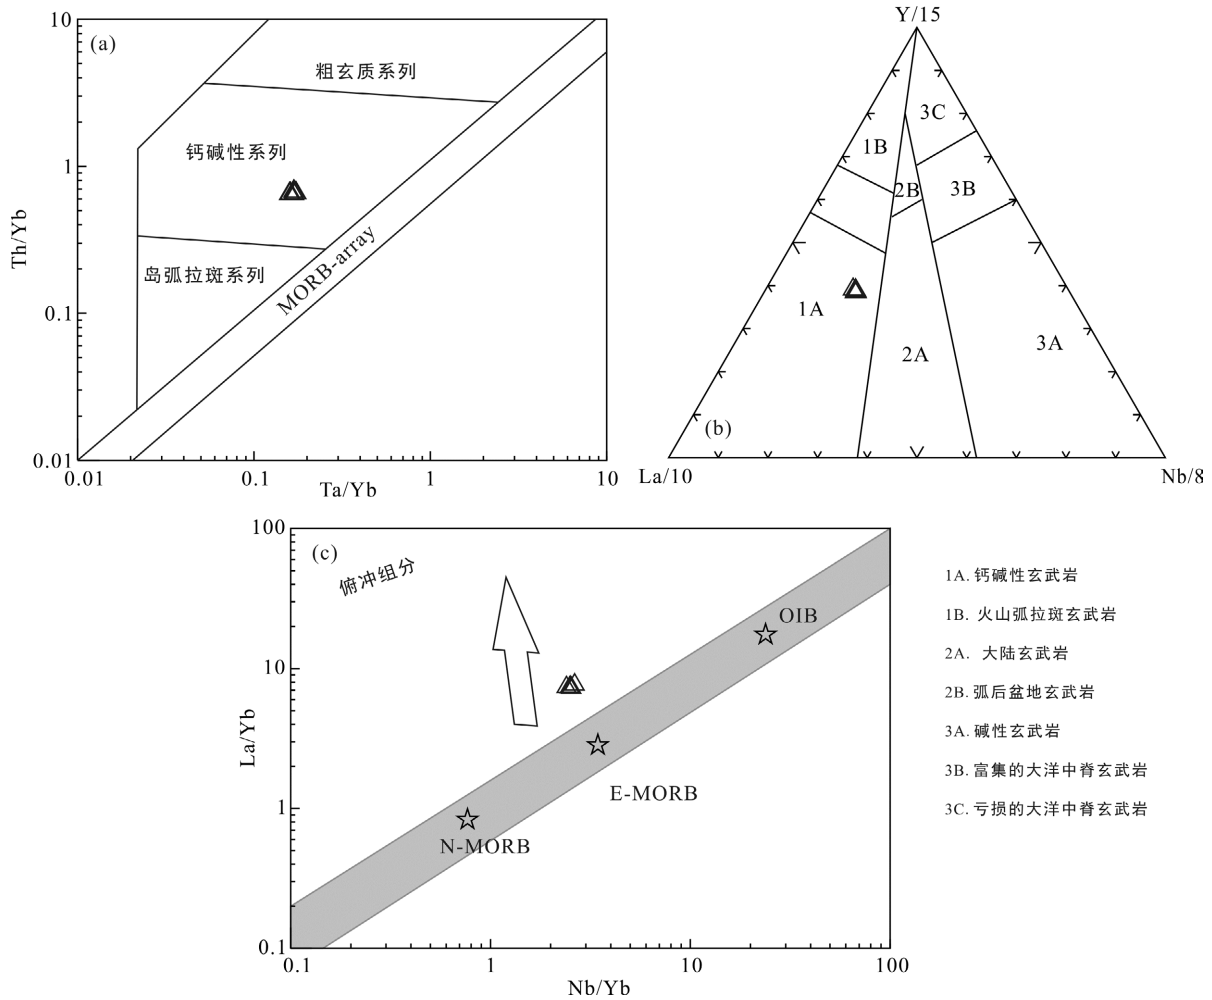 (a)
10
1
0.1
0.01
0.01
0.1
1
10
Th/Yb
Ta/Yb
粗玄质系列
钙碱性系列
岛弧拉斑系列
MORB-array
Y/15
3C
1B
2B
3B
1A
2A
3A
(b)
La/10
Nb/8
(c)
100
10
1
0.1
0.1
1
10
100
La/Yb
Nb/Yb
俯冲组分
OIB
E-MORB
N-MORB
1A. 钙碱性玄武岩
1B. 火山弧拉斑玄武岩
2A. 大陆玄武岩
2B. 弧后盆地玄武岩
3A. 碱性玄武岩
3B. 富集的大洋中脊玄武岩
3C. 亏损的大洋中脊玄武岩